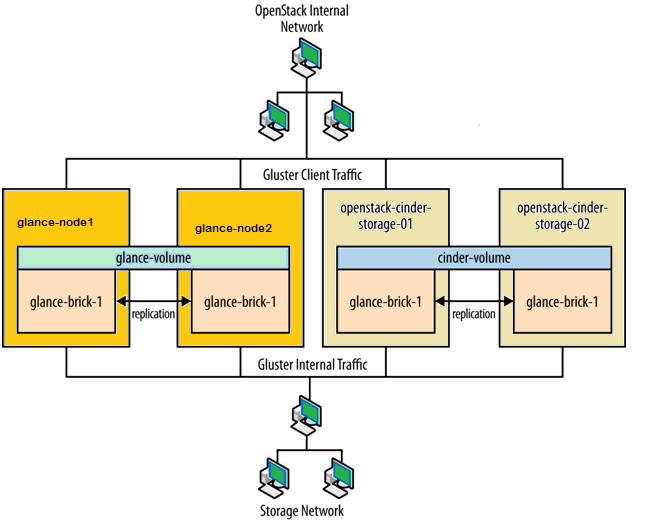 OpenStack Internal
Network
Gluster Client Traffic
glance-node1
glance-node2
openstack-cinder-
storage-01
openstack-cinder-
storage-02
glance-volume
cinder-volume
glance-brick-1
replication
glance-brick-1
glance-brick-1
replication
glance-brick-1
Gluster Internal Traffic
Storage Network